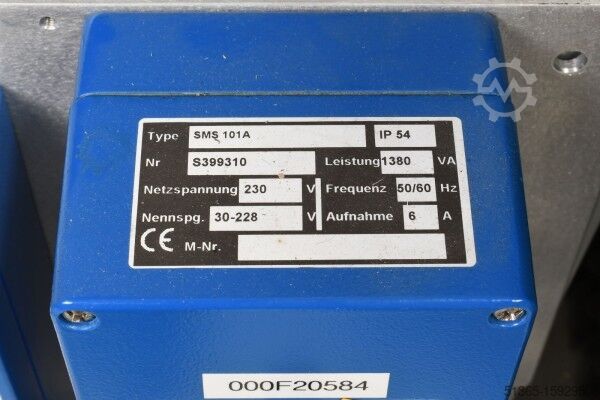 Type SMS 101A IP 54
Nr S399310 Leistung 1380 VA
Netzspannung 230 V Frequenz 50/60 Hz
Nennspg. 30-228 V Aufnahme 6 A
CE M-Nr.
000F20584
51365-159295